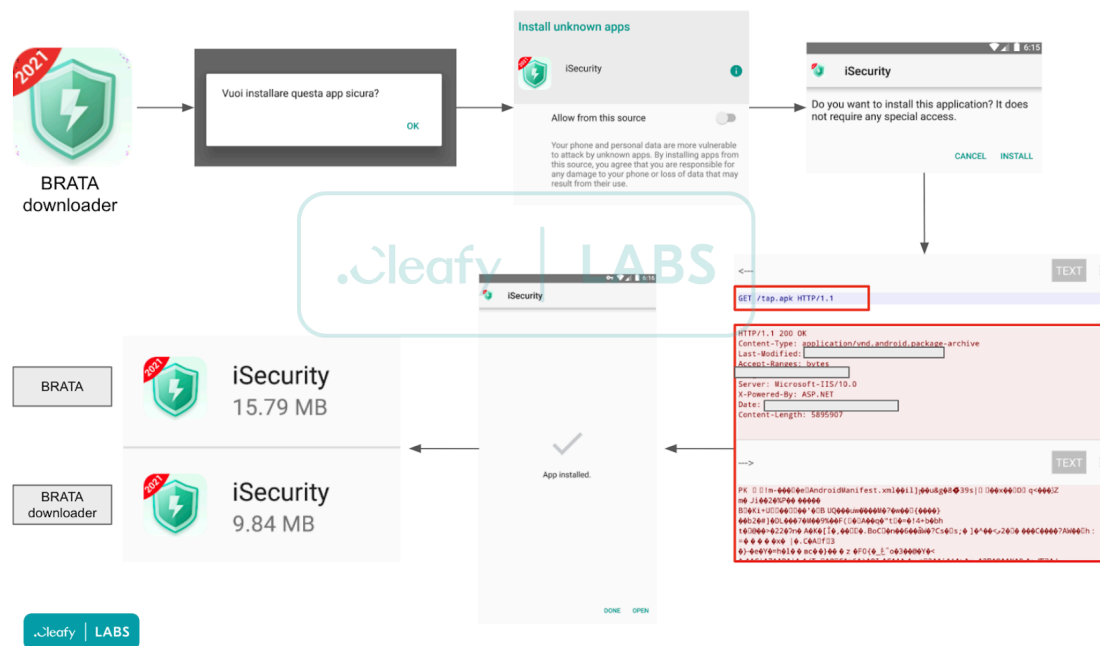 2021
BRATA
downloader
Vuoi installare questa app sicura?
OK
Install unknown apps
2021
iSecurity
Allow from this source
Your phone and personal data are more vulnerable
to attack by unknown apps. By installing apps from
this source, you agree that you are responsible for
any damage to your phone or loss of data that may
result from their use.
6:15
iSecurity
Do you want to install this application? It does
not require any special access.
CANCEL INSTALL
<---
TEXT
GET /tap.apk HTTP/1.1
HTTP/1.1 200 OK
Content-Type: application/vnd.android.package-archive
Last-Modified:
Accept-Ranges: bytes
Server: Microsoft-IIS/10.0
X-Powered-By: ASP.NET
Date:
Content-Length: 5895907
--->
TEXT
6:16
iSecurity
App installed.
DONE OPEN
BRATA
2021
iSecurity
15.79 MB
BRATA
downloader
2021
iSecurity
9.84 MB
.Cleafy | LABS
.Cleafy | LABS